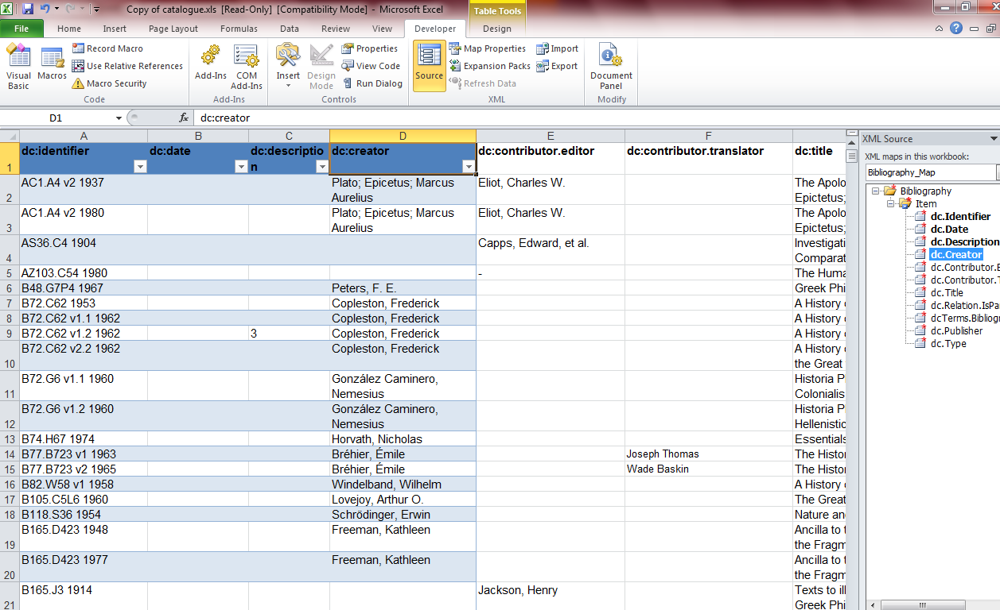 Copy of catalogue.xls [Read-Only] [Compatibility Mode] - Microsoft Excel
Table Tools
File Home Insert Page Layout Formulas Data Review View Developer Design
Visual Basic
Macros
Record Macro
Use Relative References
Macro Security
Code
Add-Ins
COM Add-Ins
Add-Ins
Insert
Design Mode
Properties
View Code
Run Dialog
Controls
Source
Map Properties
Expansion Packs
Refresh Data
Import
Export
XML
Document Panel
Modify
D1 fx dc:creator
A B C D E F
1 dc:identifier dc:date dc:description dc:creator dc:contributor.editor dc:contributor.translator dc:title
2 AC1.A4 v2 1937 Plato; Epicetus; Marcus Aurelius Eliot, Charles W. The Apolo Epictetus;
3 AC1.A4 v2 1980 Plato; Epicetus; Marcus Aurelius Eliot, Charles W. The Apolo Epictetus;
4 AS36.C4 1904 Capps, Edward, et al. Investigati Comparat
5 AZ103.C54 1980 - The Huma
6 B48.G7P4 1967 Peters, F. E. Greek Phi
7 B72.C62 1953 Copleston, Frederick A History
8 B72.C62 v1.1 1962 Copleston, Frederick A History
9 B72.C62 v1.2 1962 3 Copleston, Frederick A History
10 B72.C62 v2.2 1962 Copleston, Frederick A History the Great
11 B72.G6 v1.1 1960 González Caminero, Nemesius Historia P Colonialis
12 B72.G6 v1.2 1960 González Caminero, Nemesius Historia P Hellenistic
13 B74.H67 1974 Horvath, Nicholas Essentials
14 B77.B723 v1 1963 Bréhier, Émile Joseph Thomas The Histor
15 B77.B723 v2 1965 Bréhier, Émile Wade Baskin The Histor
16 B82.W58 v1 1958 Windelband, Wilhelm A History
17 B105.C5L6 1960 Lovejoy, Arthur O. The Great
18 B118.S36 1954 Schrödinger, Erwin Nature an
19 B165.D423 1948 Freeman, Kathleen Ancilla to the Fragm
20 B165.D423 1977 Freeman, Kathleen Ancilla to the Fragm
21 B165.J3 1914 Jackson, Henry Texts to ill Greek Phi
XML Source
XML maps in this workbook:
Bibliography_Map
Bibliography
Item
dc.Identifier
dc.Date
dc.Description
dc.Creator
dc.Contributor.E
dc.Contributor.T
dc.Title
dc.Relation.IsPa
dcTerms.Bibliog
dc.Publisher
dc.Type